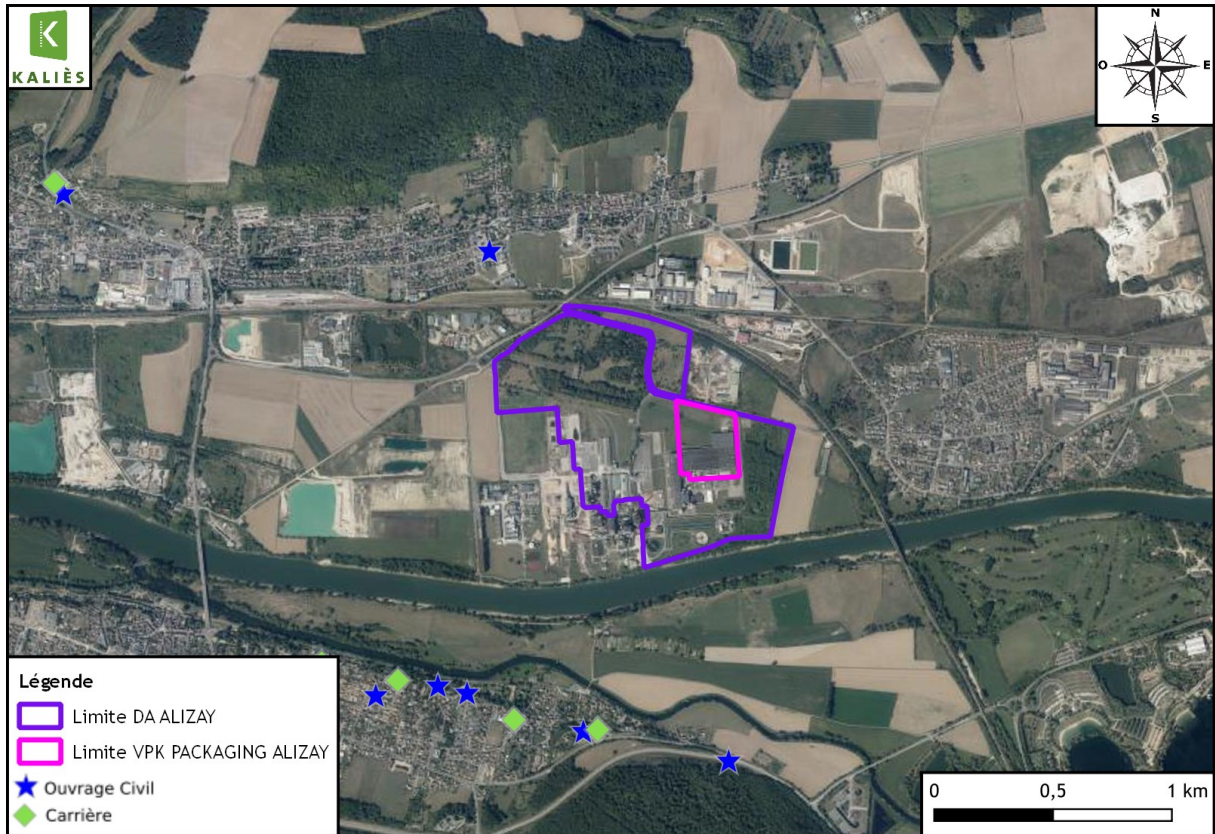 KALIÈS
N
O
E
S
Légende
Limite DA ALIZAY
Limite VPK PACKAGING ALIZAY
Ouvrage Civil
Carrière
0
0,5
1 km